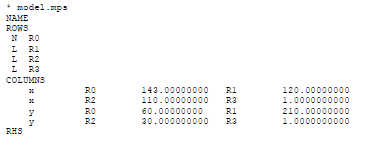 * model.mps
NAME
ROWS
N R0
L R1
L R2
L R3
COLUMNS
x R0 143.00000000 R1 120.00000000
x R2 110.00000000 R3 1.00000000
y R0 60.00000000 R1 210.00000000
y R2 30.00000000 R3 1.00000000
RHS